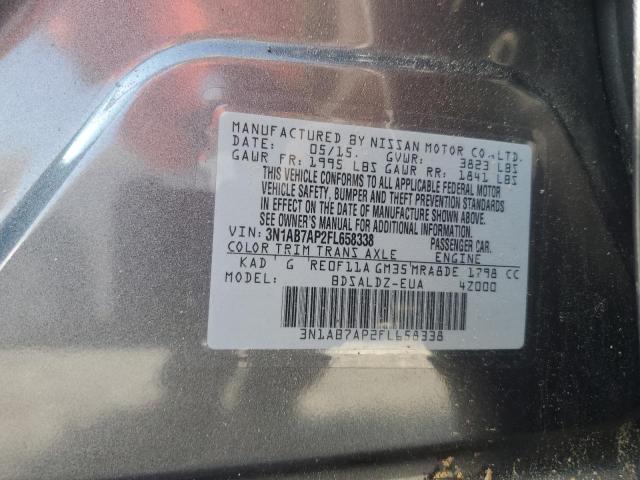 MANUFACTURED BY NISSAN MOTOR CO.,LTD.
DATE: 05/15. GVWR: 3823 LBS
GAWR FR: 1995 LBS GAWR RR: 1841 LBS
THIS VEHICLE CONFORMS TO ALL APPLICABLE FEDERAL MOTOR
VEHICLE SAFETY, BUMPER AND THEFT PREVENTION STANDARDS
IN EFFECT ON THE DATE OF MANUFACTURE SHOWN ABOVE.
SEE OWNER'S MANUAL FOR ADDITIONAL INFORMATION.
VIN: 3N1AB7AP2FL658338 PASSENGER CAR.
COLOR TRIM TRANS AXLE ENGINE
KAD G RE0F11A GM35 MRA8DE 1798 CC
MODEL: BDSALDZ-EUA 4Z000
3N1AB7AP2FL658338